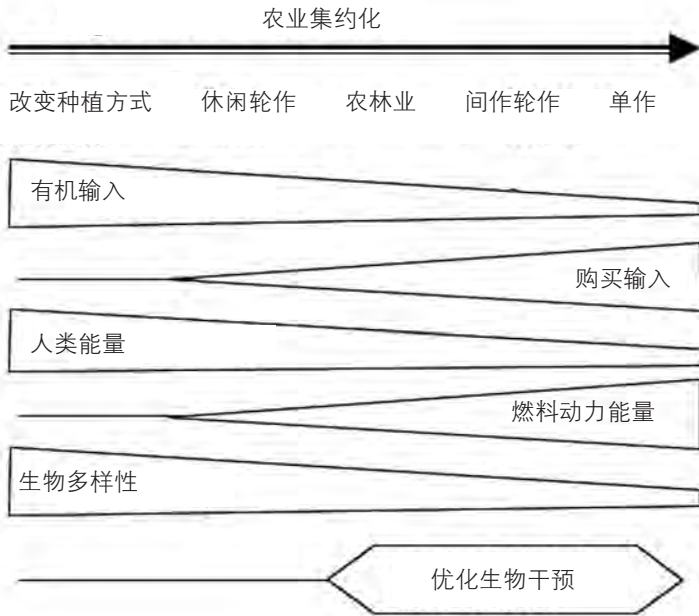 农业集约化
改变种植方式 休闲轮作 农林业 间作轮作 单作
有机输入
购买输入
人类能量
燃料动力能量
生物多样性
优化生物干预